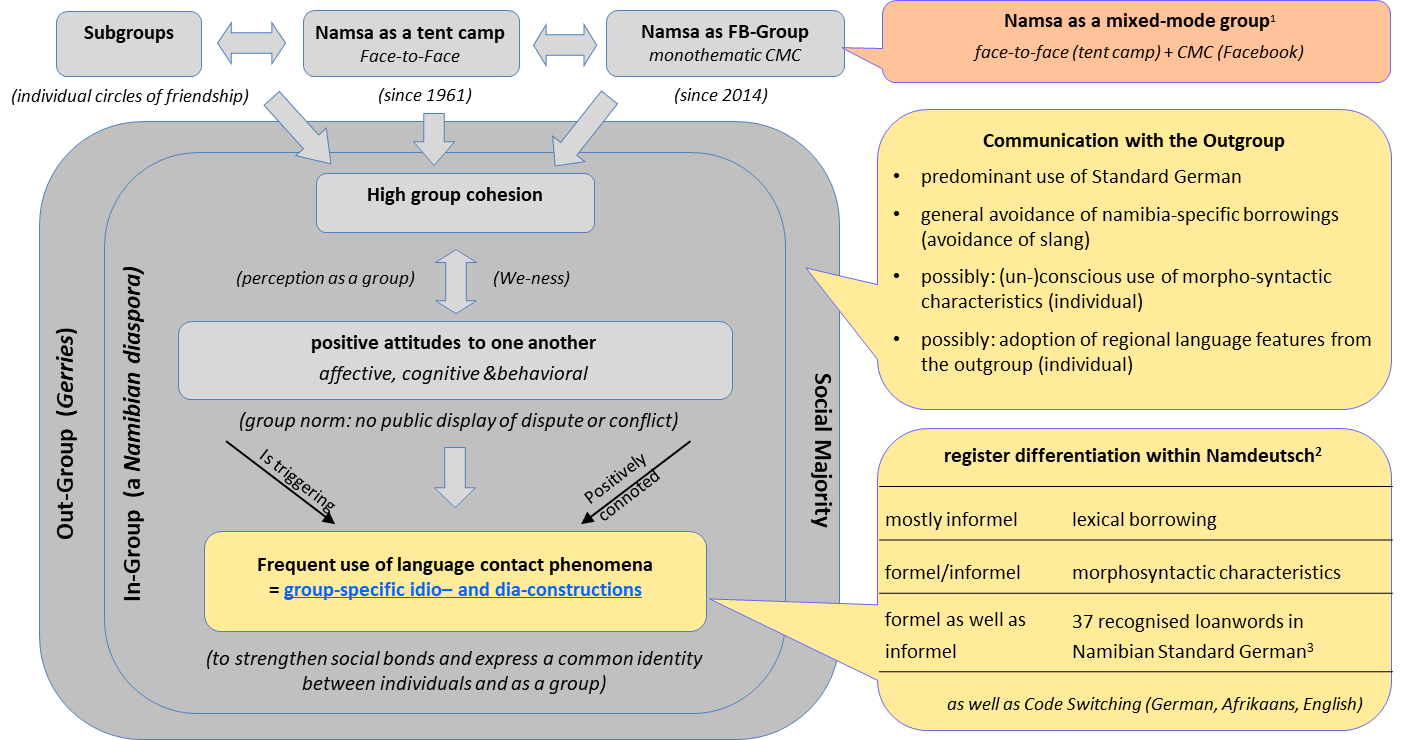 Subgroups
(individual circles of friendship)
Namsa as a tent camp
Face-to-Face
(since 1961)
Namsa as FB-Group
monothematic CMC
(since 2014)
Namsa as a mixed-mode group¹
face-to-face (tent camp) + CMC (Facebook)
Out-Group (Gerries)
In-Group (a Namibian diaspora)
Social Majority
High group cohesion
(perception as a group)
(We-ness)
positive attitudes to one another
affective, cognitive &behavioral
(group norm: no public display of dispute or conflict)
Is triggering
Positively
connoted
Frequent use of language contact phenomena
= group-specific idio– and dia-constructions
(to strengthen social bonds and express a common identity
between individuals and as a group)
Communication with the Outgroup
• predominant use of Standard German
• general avoidance of namibia-specific borrowings
(avoidance of slang)
• possibly: (un-)conscious use of morpho-syntactic
characteristics (individual)
• possibly: adoption of regional language features from
the outgroup (individual)
register differentiation within Namdeutsch²
mostly informel lexical borrowing
formel/informel morphosyntactic characteristics
formel as well as 37 recognised loanwords in
informel Namibian Standard German³
as well as Code Switching (German, Afrikaans, English)